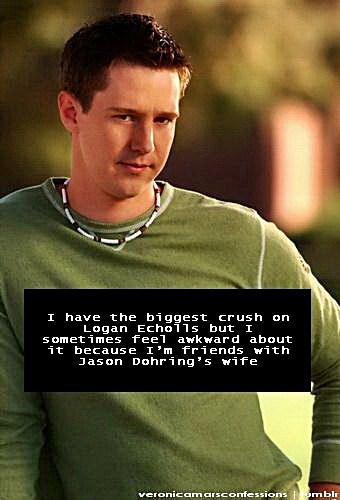 I have the biggest crush on
Logan Echolls but I
sometimes feel awkward about
it because I'm friends with
Jason Dohring's wife
veronicamarsconfessions | tumblr